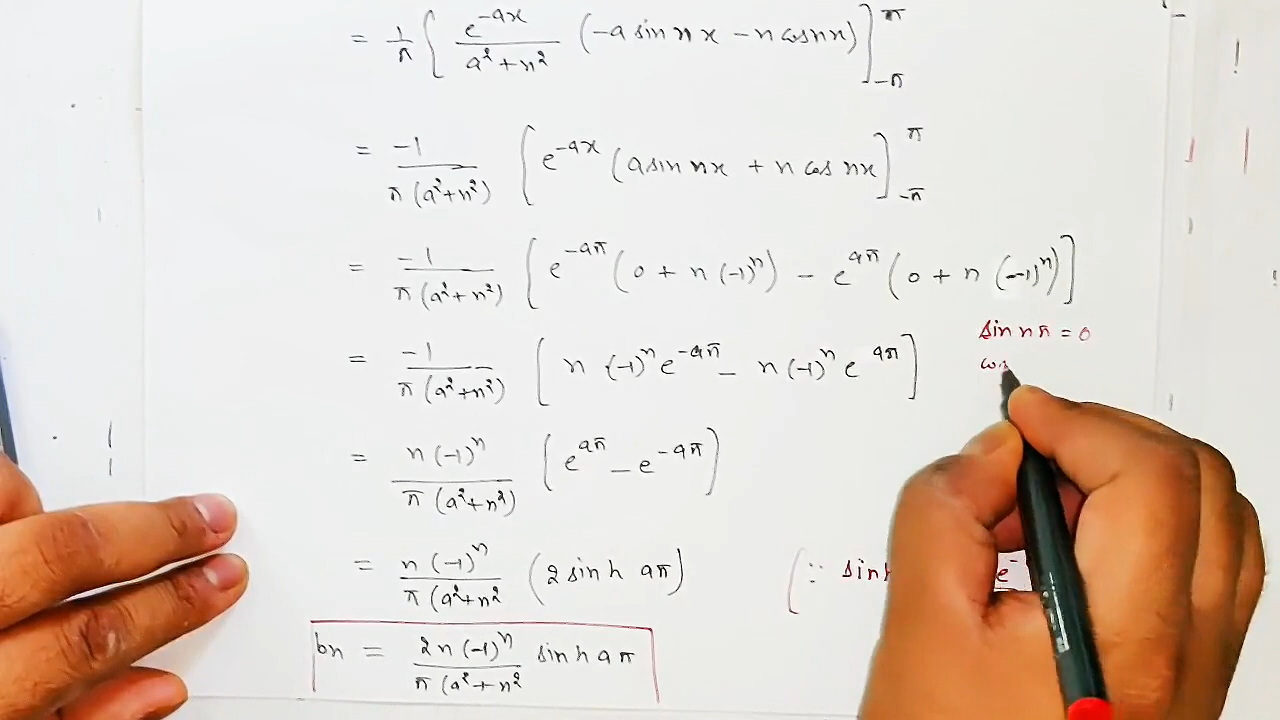 = 1/π { e^-ax / a²+n² (-a sin nx - n cos nx) ]_-π^π
= -1 / π(a²+n²) [ e^-ax (a sin nx + n cos nx ]_-π^π
= -1 / π(a²+n²) [ e^-aπ (0 + n(-1)^n) - e^aπ (0 + n (-1)^n) ]
sin nπ = 0
cos
= -1 / π(a²+n²) [ n (-1)^n e^-aπ - n(-1)^n e^aπ ]
= n(-1)^n / π(a²+n²) [ e^aπ - e^-aπ ]
= n(-1)^n / π(a²+n² (2 sinh aπ) ( ∵ e^-
bn = 2n(-1)^n / π(a²+n² sinh aπ